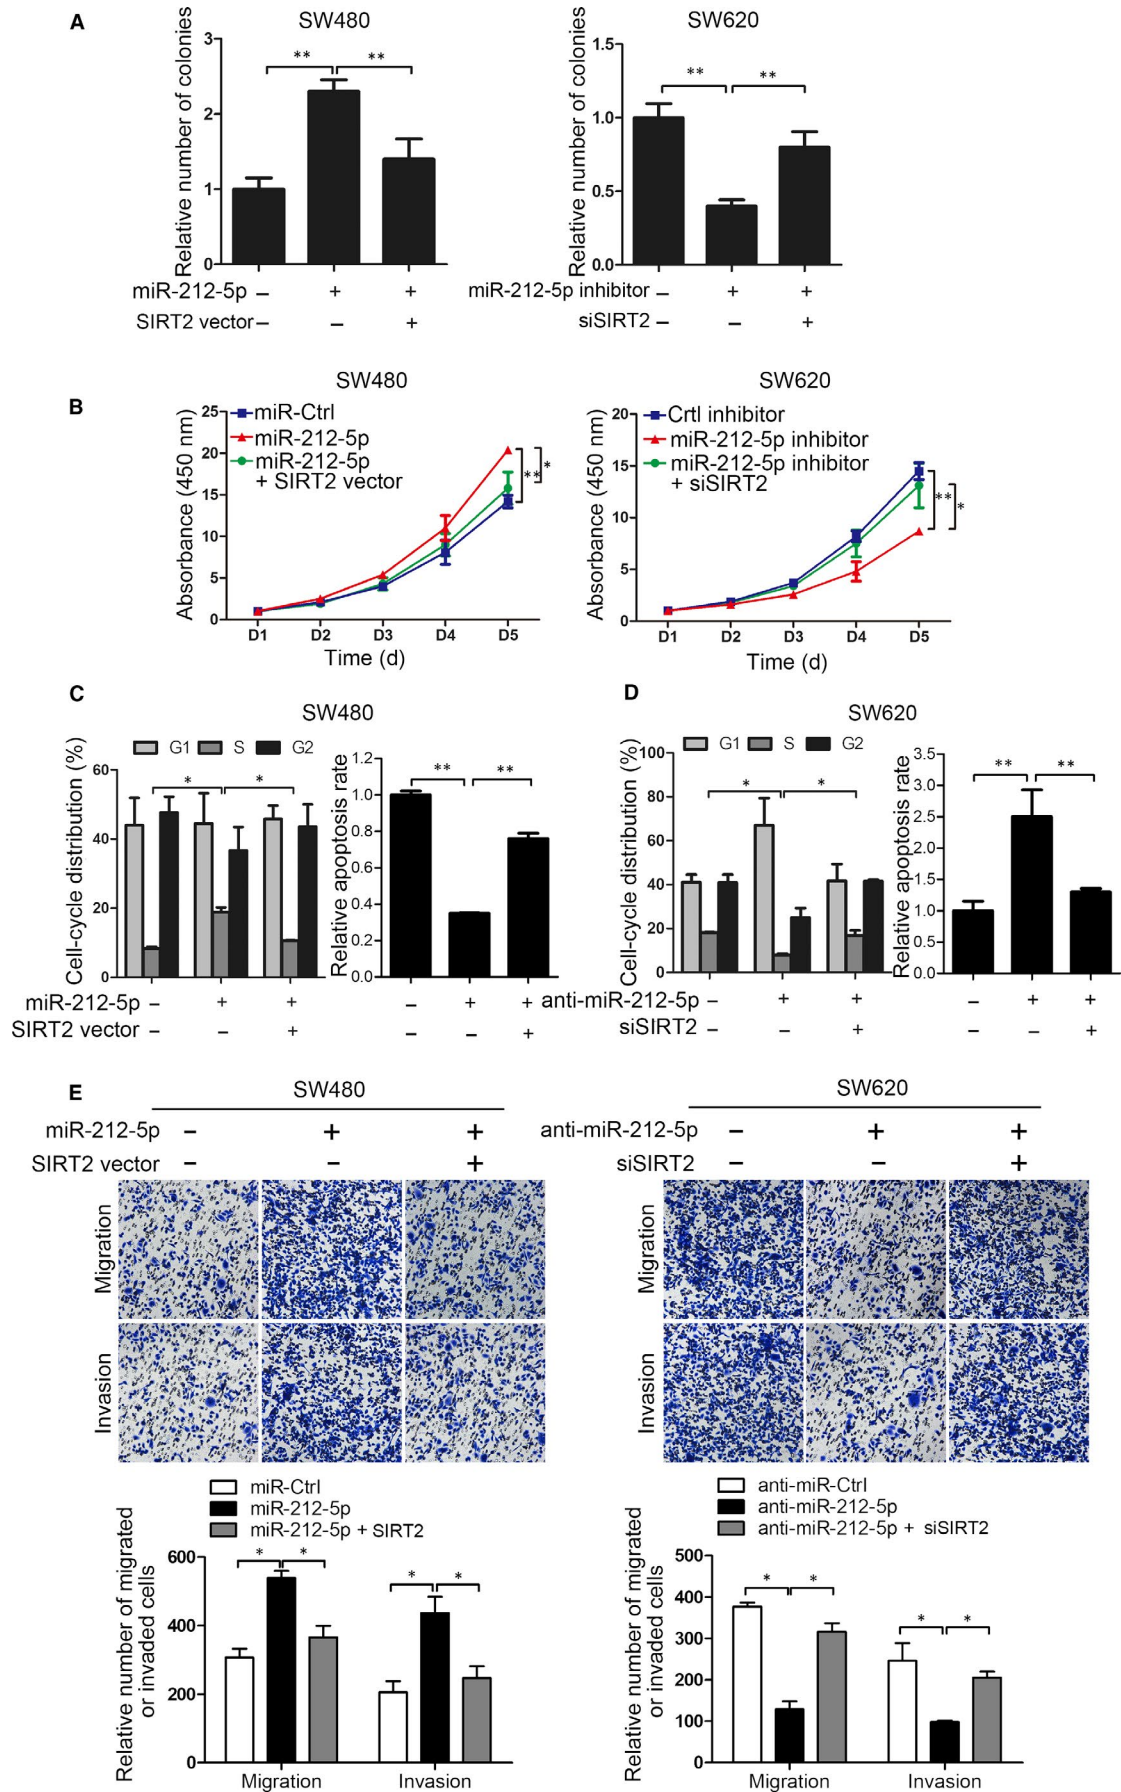 A
SW480
SW620
Relative number of colonies
3
2
1
0
** **
miR-212-5p – + +
SIRT2 vector – – +
Relative number of colonies
1.5
1.0
0.5
0.0
** **
miR-212-5p inhibitor – + +
siSIRT2 – – +
B
SW480
SW620
Absorbance (450 nm)
25
20
15
10
5
0
miR-Ctrl
miR-212-5p
miR-212-5p
+ SIRT2 vector
** *
D1 D2 D3 D4 D5
Time (d)
Absorbance (450 nm)
20
15
10
5
0
Crtl inhibitor
miR-212-5p inhibitor
miR-212-5p inhibitor
+ siSIRT2
** *
D1 D2 D3 D4 D5
Time (d)
C
SW480
G1 S G2
Cell-cycle distribution (%)
60
40
20
0
* *
miR-212-5p – + +
SIRT2 vector – – +
Relative apoptosis rate
1.2
1.0
0.8
0.6
0.4
0.2
0.0
** **
– + +
– – +
D
SW620
G1 S G2
Cell-cycle distribution (%)
100
80
60
40
20
0
* *
anti-miR-212-5p – + +
siSIRT2 – – +
Relative apoptosis rate
3.5
3.0
2.5
2.0
1.5
1.0
0.5
0.0
** **
– + +
– – +
E
SW480
miR-212-5p – + +
SIRT2 vector – – +
Migration
Invasion
SW620
anti-miR-212-5p – + +
siSIRT2 – – +
Migration
Invasion
miR-Ctrl
miR-212-5p
miR-212-5p + SIRT2
Relative number of migrated
or invaded cells
600
400
200
0
* * * *
Migration Invasion
anti-miR-Ctrl
anti-miR-212-5p
anti-miR-212-5p + siSIRT2
Relative number of migrated
or invaded cells
500
400
300
200
100
0
* * * *
Migration Invasion